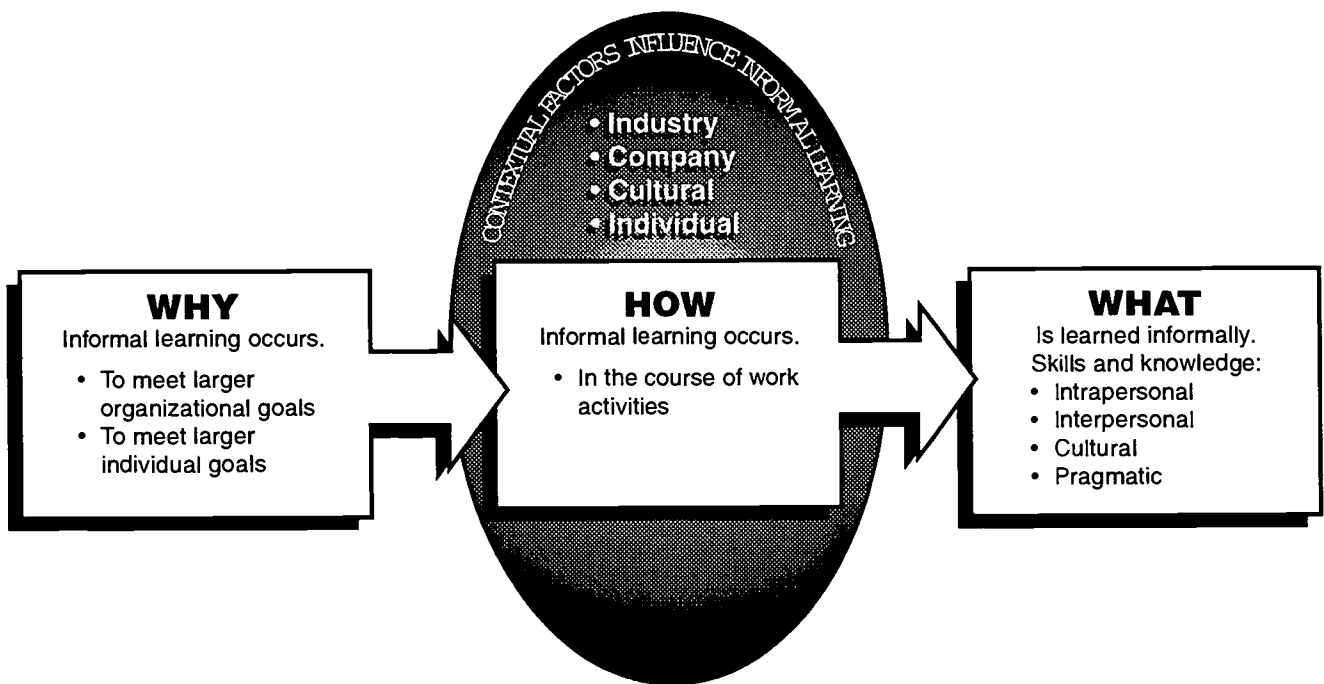 CONTEXTUAL FACTORS INFLUENCE INFORMAL LEARNING
• Industry
• Company
• Cultural
• Individual
WHY
Informal learning occurs.
• To meet larger
organizational goals
• To meet larger
individual goals
HOW
Informal learning occurs.
• In the course of work
activities
WHAT
Is learned informally.
Skills and knowledge:
• Intrapersonal
• Interpersonal
• Cultural
• Pragmatic